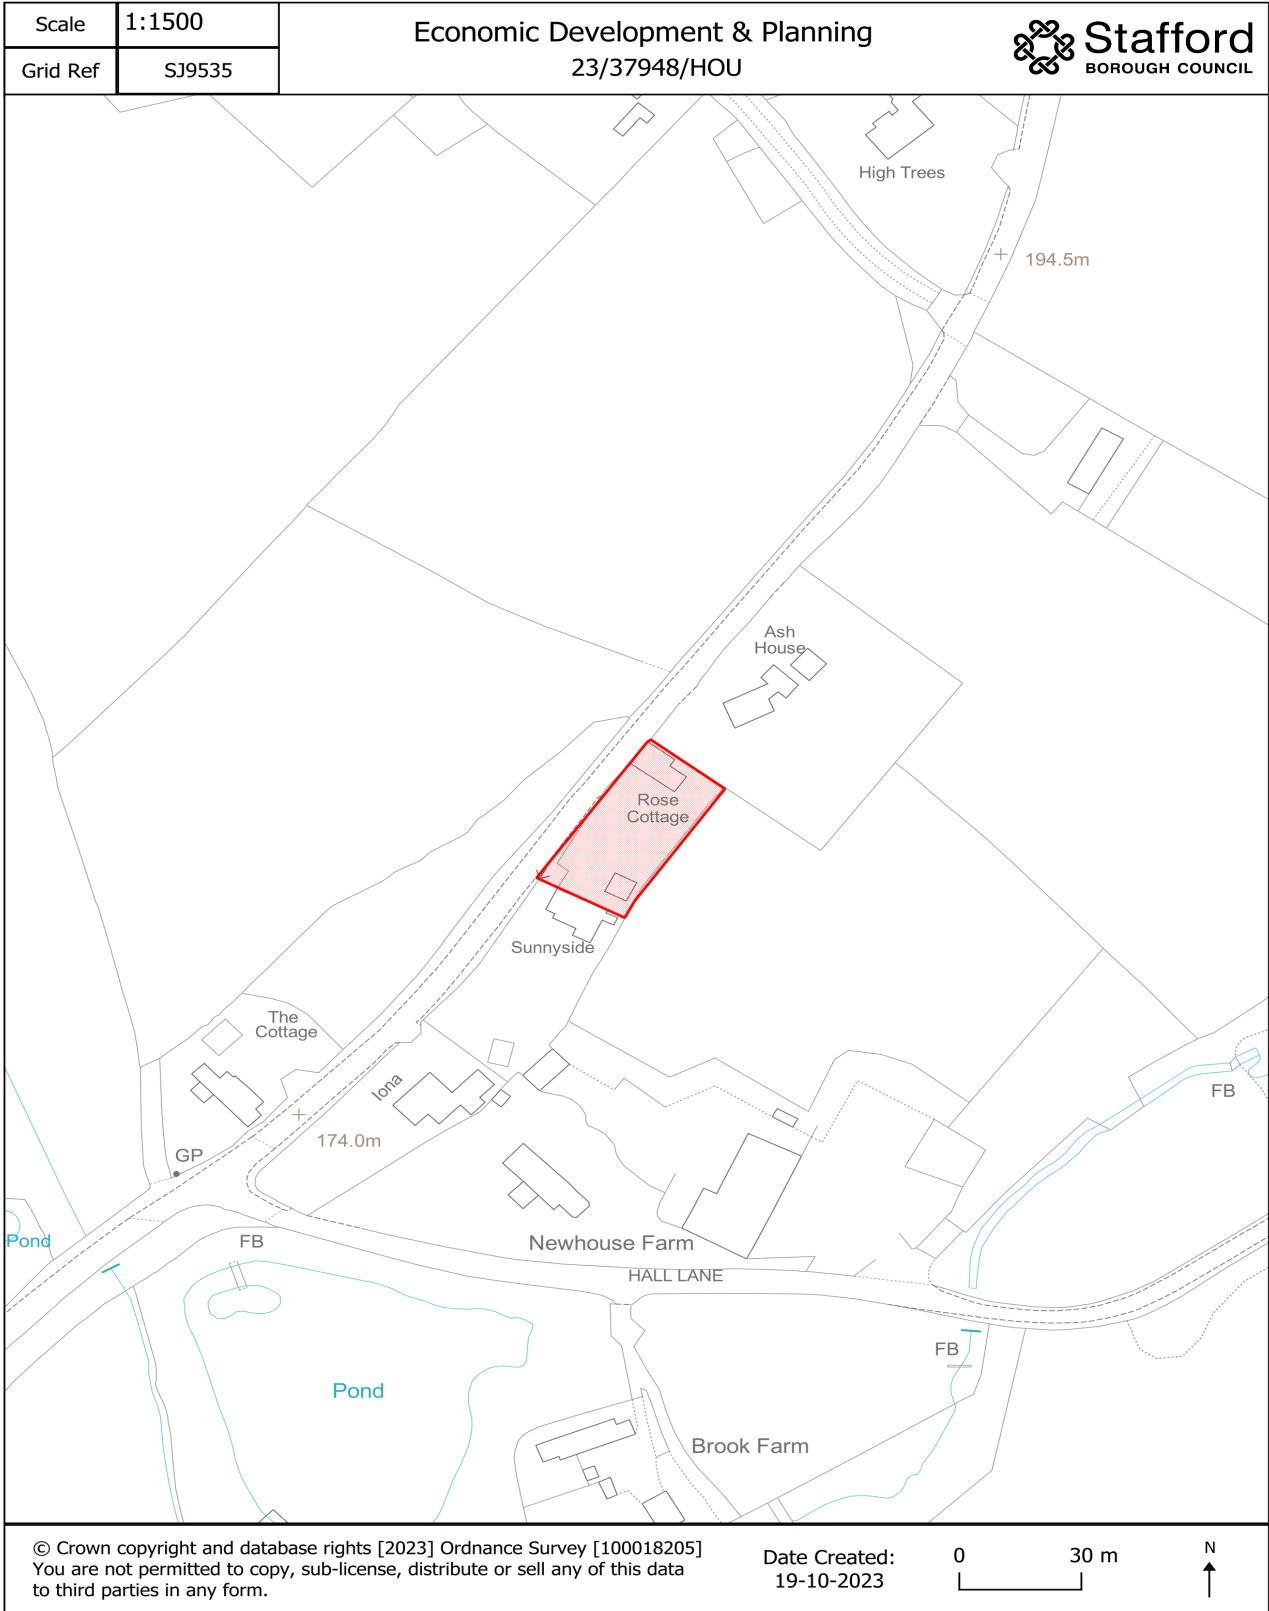 Scale 1:1500
Grid Ref SJ9535
Economic Development & Planning
23/37948/HOU
Stafford
BOROUGH COUNCIL
High Trees
194.5m
Ash
House
Rose
Cottage
Sunnyside
The
Cottage
Iona
174.0m
GP
FB
Pond
FB
Newhouse Farm
HALL LANE
FB
Pond
Brook Farm
© Crown copyright and database rights [2023] Ordnance Survey [100018205]
You are not permitted to copy, sub-license, distribute or sell any of this data
to third parties in any form.
Date Created:
19-10-2023
0 30 m
N